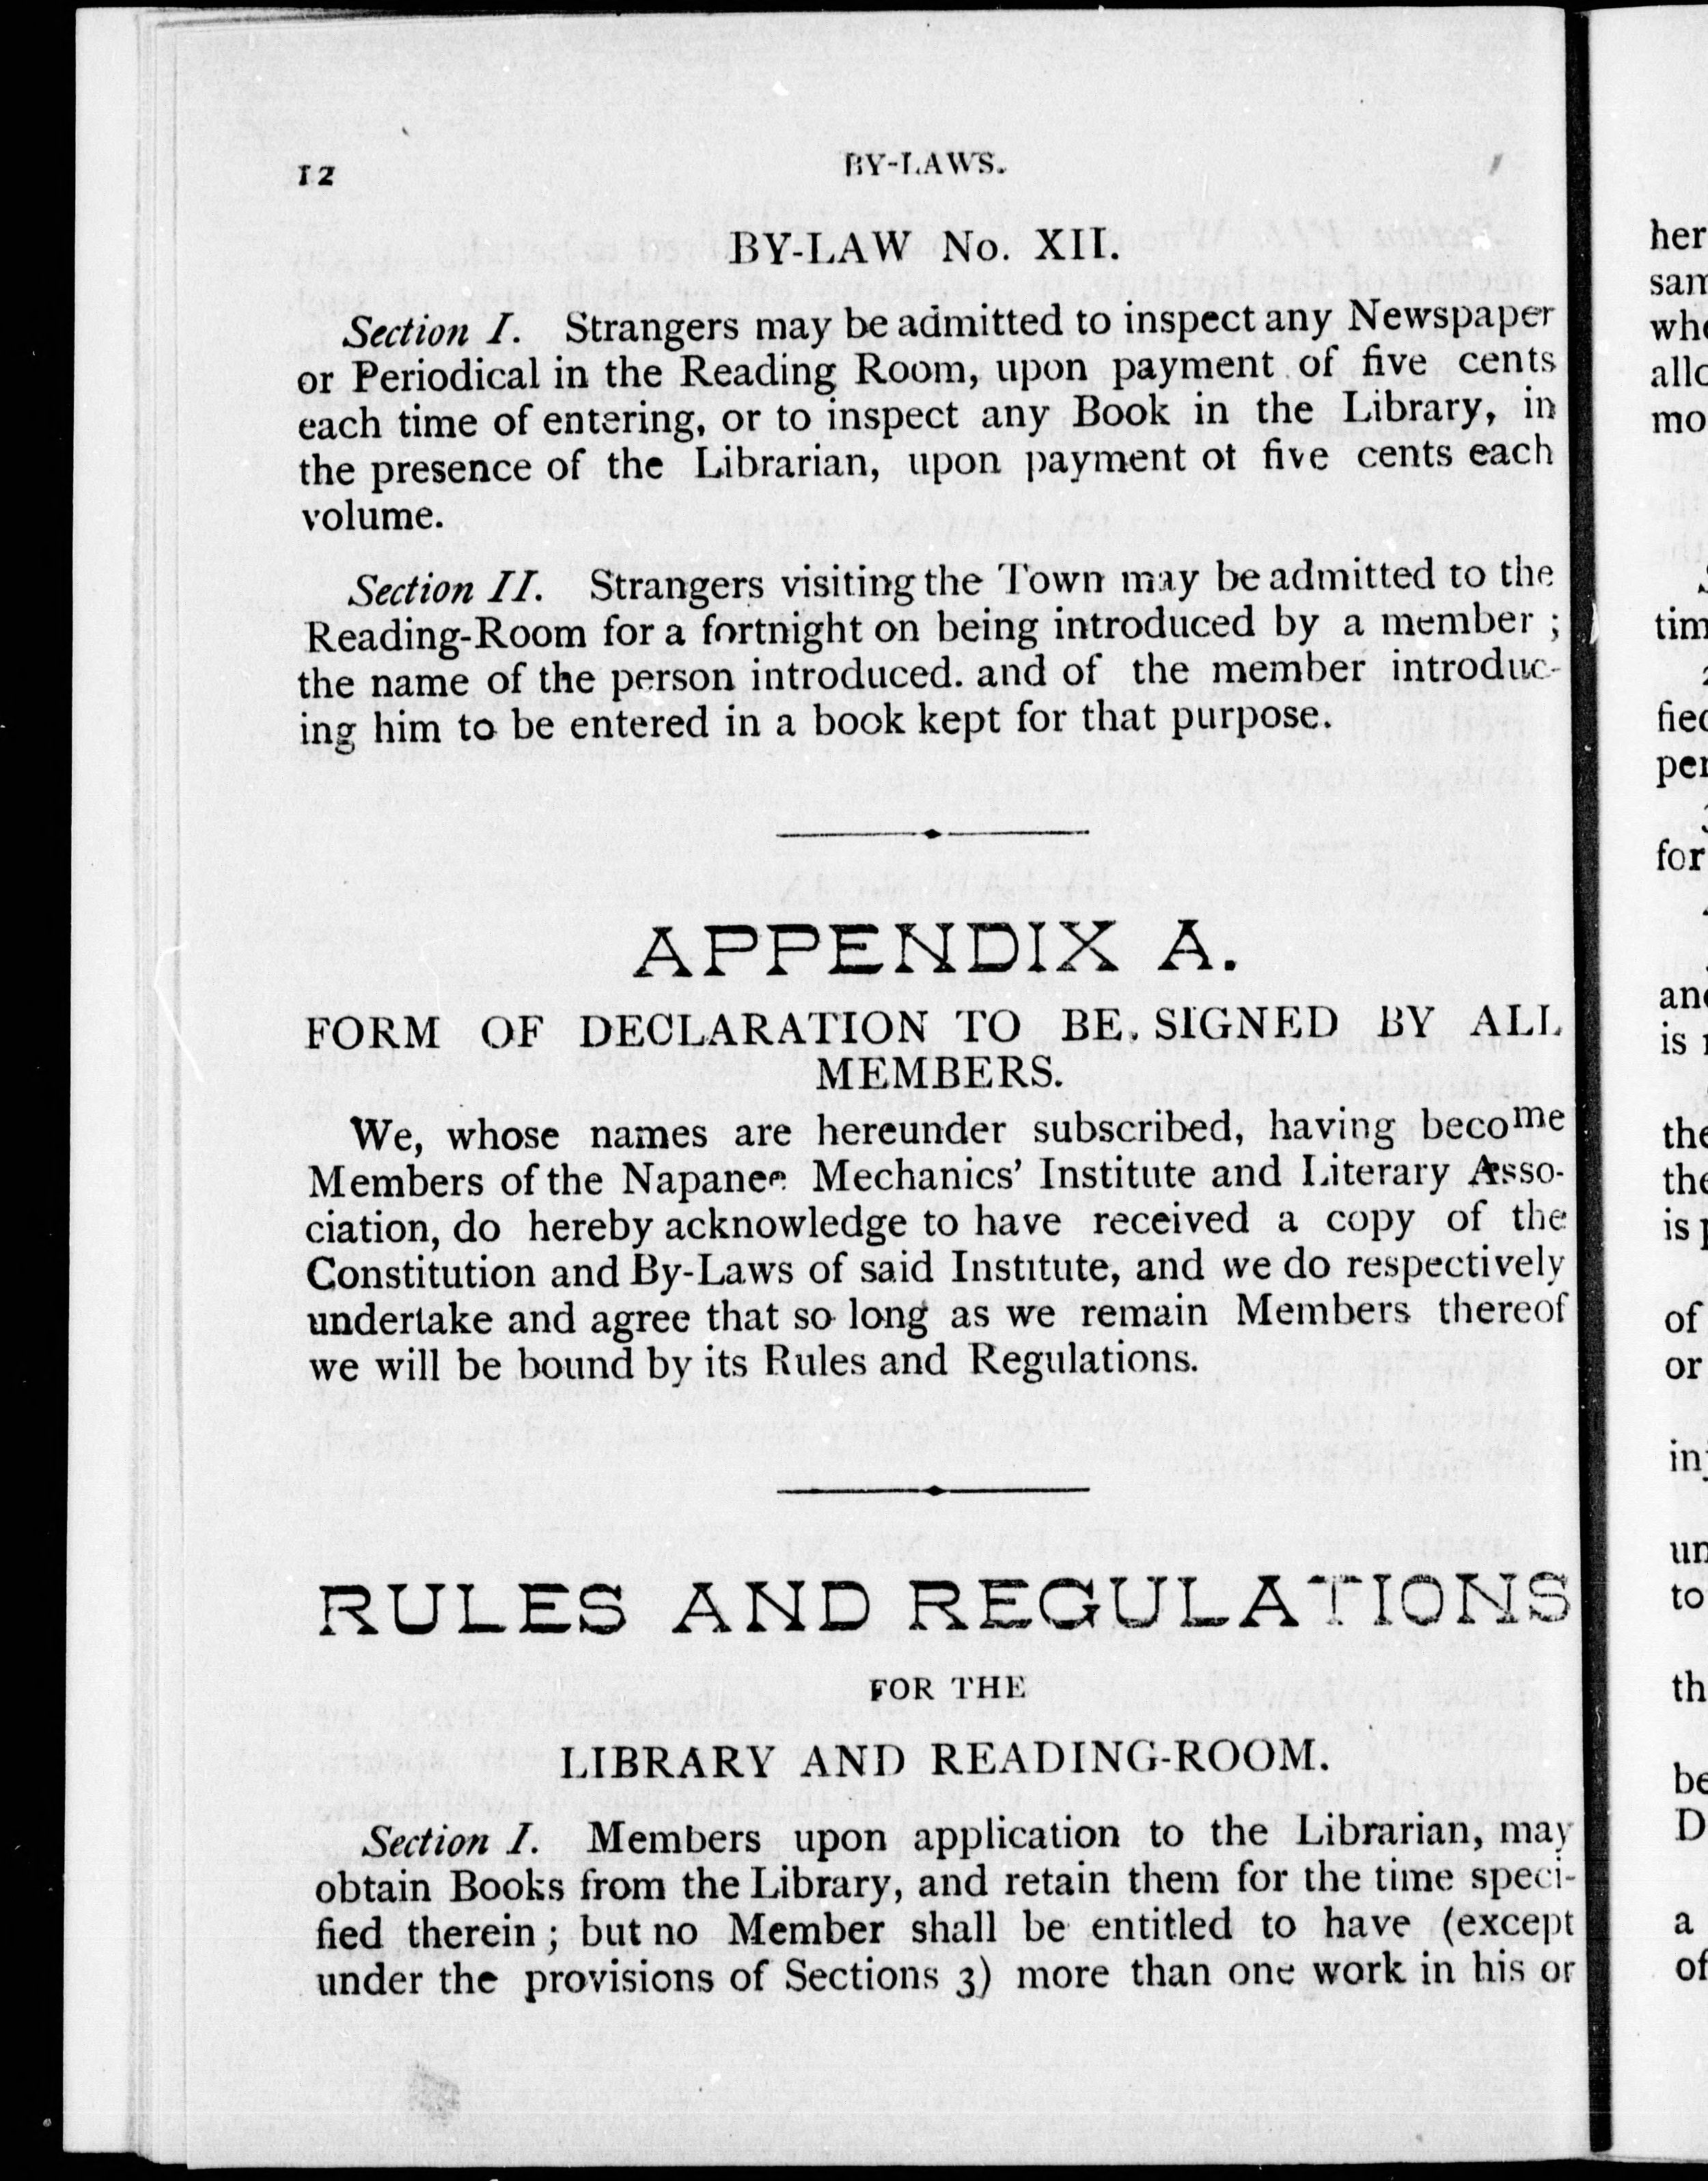 12
BY-LAWS.
BY-LAW No. XII.
Section I. Strangers may be admitted to inspect any Newspaper
or Periodical in the Reading Room, upon payment of five cents
each time of entering, or to inspect any Book in the Library, in
the presence of the Librarian, upon payment ot five cents each
volume.
Section II. Strangers visiting the Town may be admitted to the
Reading-Room for a fortnight on being introduced by a member ;
the name of the person introduced. and of the member introduc-
ing him to be entered in a book kept for that purpose.
APPENDIX A.
FORM OF DECLARATION TO BE. SIGNED BY ALL
MEMBERS.
We, whose names are hereunder subscribed, having become
Members of the Napanee Mechanics' Institute and Literary Asso-
ciation, do hereby acknowledge to have received a copy of the
Constitution and By-Laws of said Institute, and we do respectively
undertake and agree that so long as we remain Members thereof
we will be bound by its Rules and Regulations.
RULES AND REGULATIONS
FOR THE
LIBRARY AND READING-ROOM.
Section I. Members upon application to the Librarian, may
obtain Books from the Library, and retain them for the time speci-
fied therein ; but no Member shall be entitled to have (except
under the provisions of Sections 3) more than one work in his or